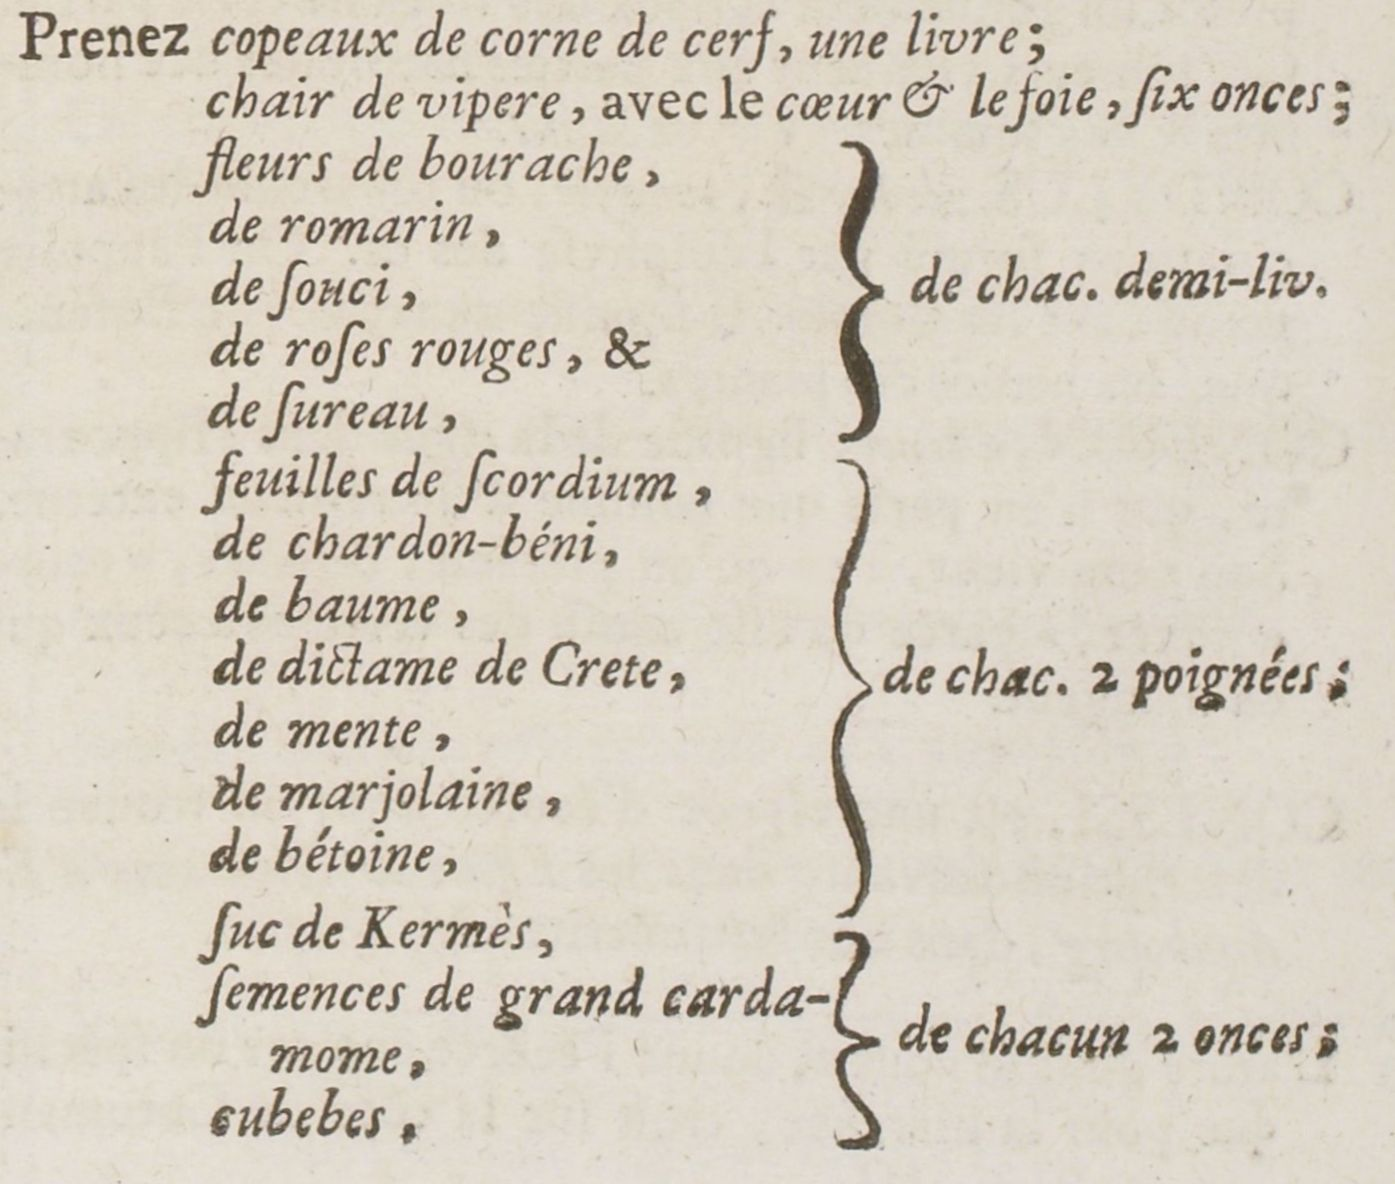 Prenez copeaux de corne de cerf, une livre;
chair de vipere, avec le cœur & le foie, ſix onces;
fleurs de bourache,
de romarin,
de ſouci,
de roſes rouges, &
de ſureau,
de chac. demi-liv.
feuilles de ſcordium,
de chardon-béni,
de baume,
de dictame de Crete,
de mente,
de marjolaine,
de bétoine,
de chac. 2 poignées;
ſuc de Kermès,
ſemences de grand carda-
mome,
cubebes.
de chacun 2 onces;